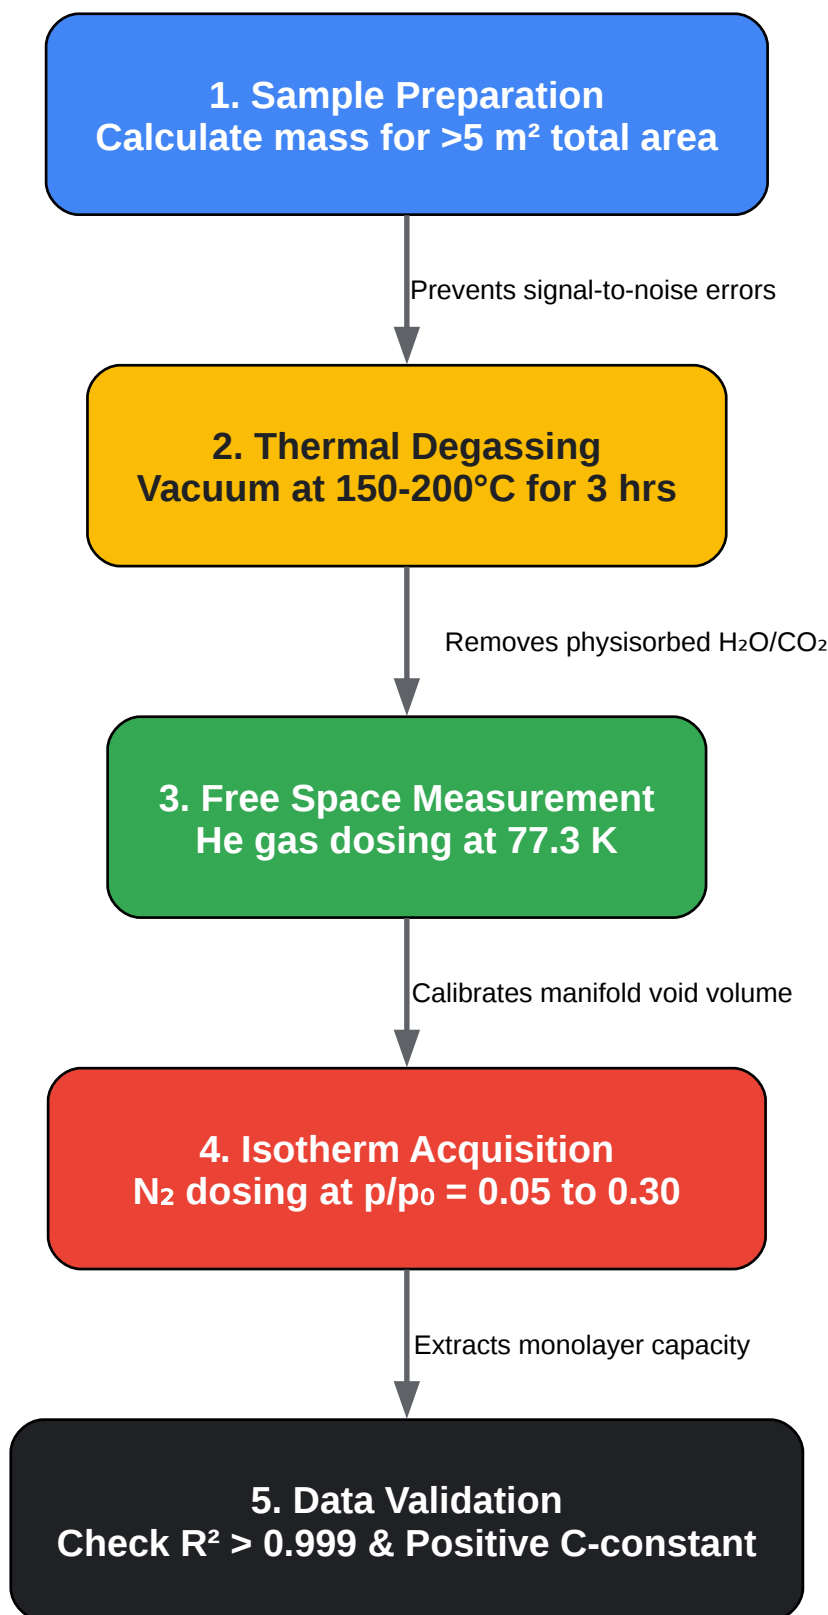 1. Sample Preparation
Calculate mass for >5 m² total area
Prevents signal-to-noise errors
2. Thermal Degassing
Vacuum at 150-200°C for 3 hrs
Removes physisorbed H₂O/CO₂
3. Free Space Measurement
He gas dosing at 77.3 K
Calibrates manifold void volume
4. Isotherm Acquisition
N₂ dosing at p/p₀ = 0.05 to 0.30
Extracts monolayer capacity
5. Data Validation
Check R² > 0.999 & Positive C-constant